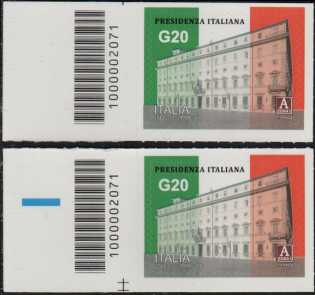 1000002071
PRESIDENZA ITALIANA
G20
ITALIA
A
1000002071
PRESIDENZA ITALIANA
G20
ITALIA
A